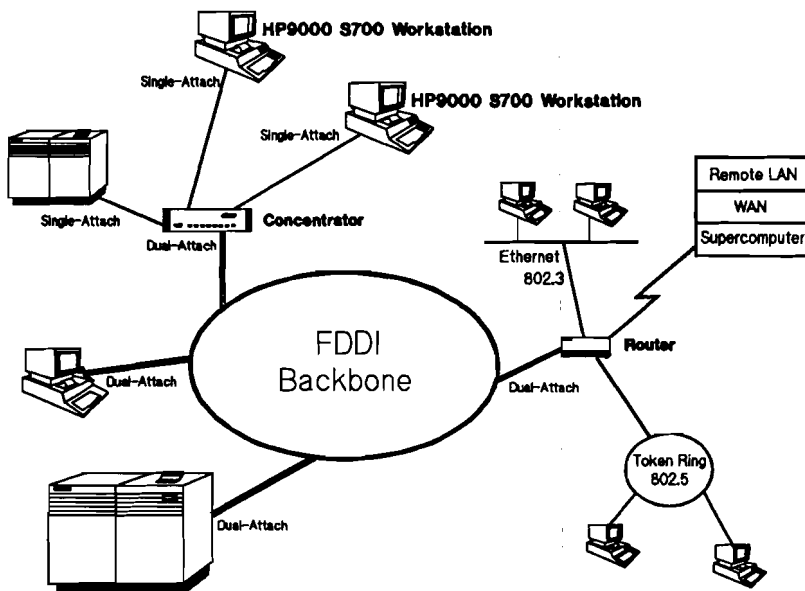 HP9000 S700 Workstation
Single-Attach
HP9000 S700 Workstation
Single-Attach
Single-Attach
Concentrator
Dual-Attach
Remote LAN
WAN
Supercomputer
Ethernet
802.3
Router
FDDI
Backbone
Dual-Attach
Dual-Attach
Token Ring
802.5
Dual-Attach